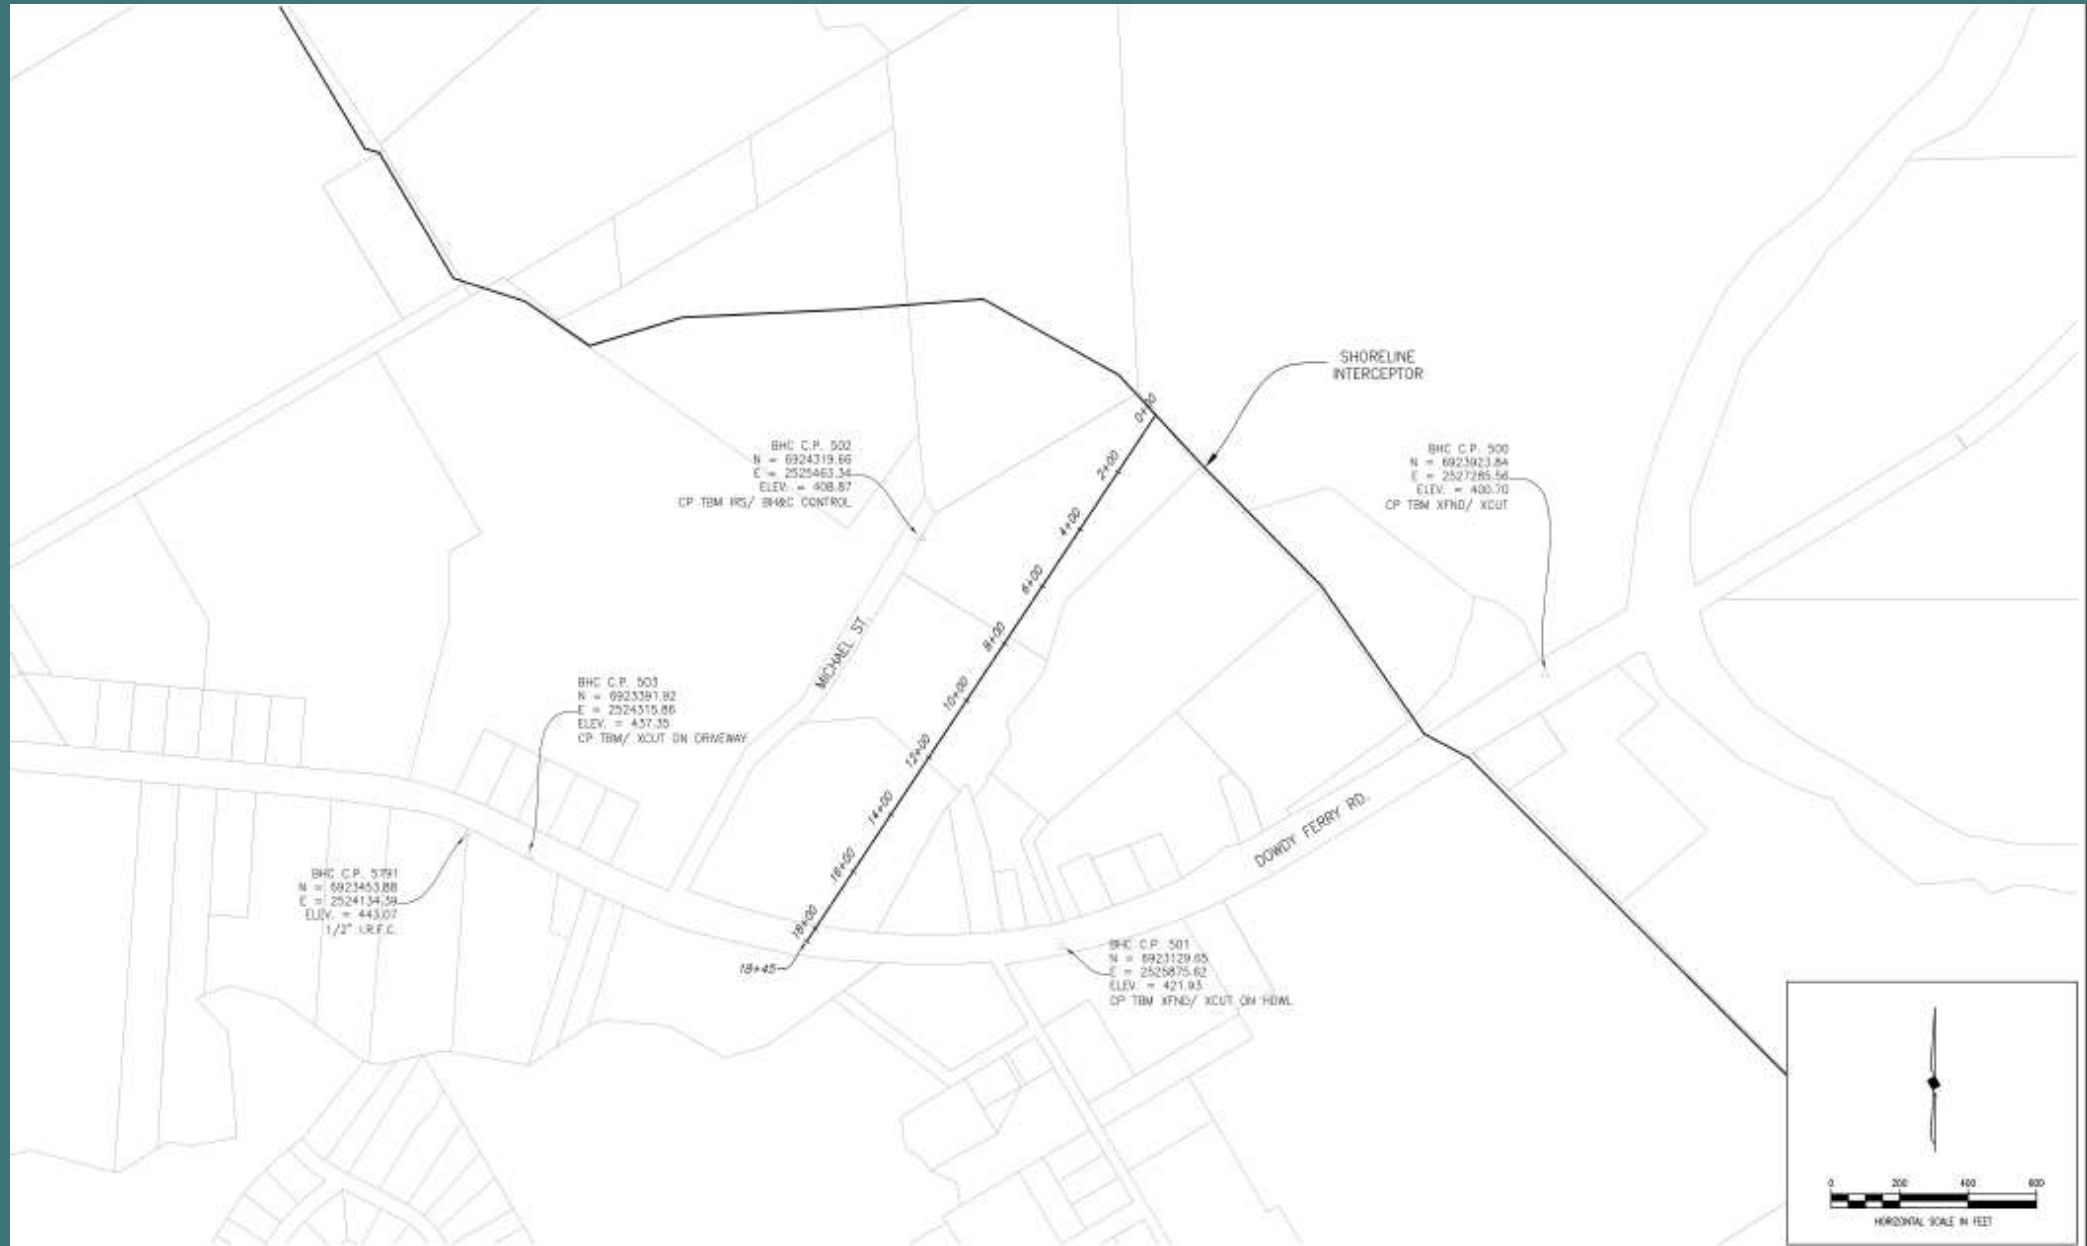 SHORELINE
INTERCEPTOR
0+00
2+00
4+00
6+00
8+00
10+00
12+00
14+00
16+00
18+00
18+45
BHC C.P. 502
N = 6924319.66
E = 2525463.34
ELEV. = 408.87
CP TBM IRS/ BH&C CONTROL
BHC C.P. 500
N = 6923923.84
E = 2527285.56
ELEV. = 400.70
CP TBM XFND/ XCUT
MICHAEL ST.
BHC C.P. 503
N = 6923391.92
E = 2524315.86
ELEV. = 437.35
CP TBM/ XCUT ON DRIVEWAY
DOWDY FERRY RD.
BHC C.P. 5791
N = 6923453.88
E = 2524134.39
ELEV. = 443.07
1/2" I.R.F.C.
BHC C.P. 501
N = 6923129.65
E = 2525875.62
ELEV. = 421.93
CP TBM XFND/ XCUT ON HDWL
0 200 400 600
HORIZONTAL SCALE IN FEET